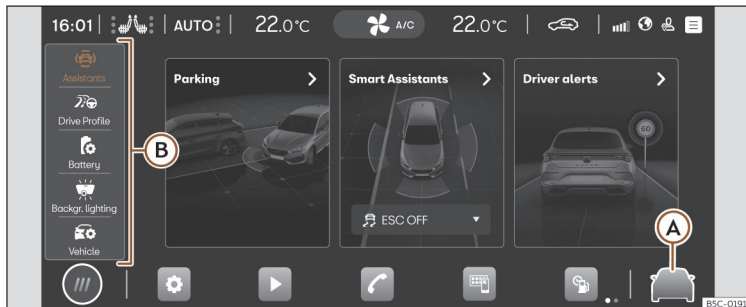 16:01
AUTO
22.0°C
A/C
22.0°C
Assistants
Drive Profile
Battery
Backgr. lighting
Vehicle
B
Parking
Smart Assistants
ESC OFF
Driver alerts
60
A
B5C-0191